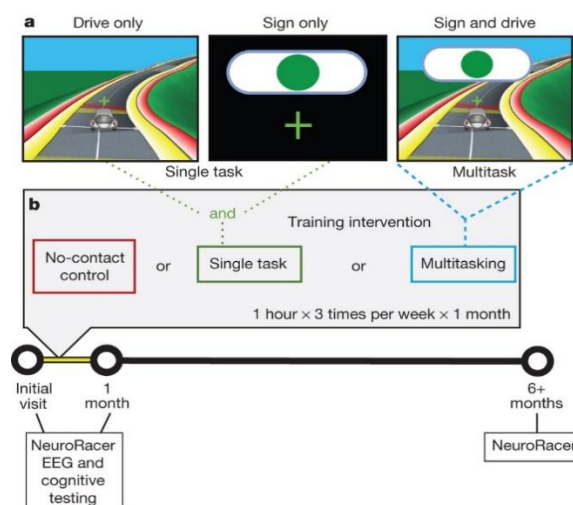 a
Drive only
Sign only
Sign and drive
Single task
Multitask
b
and
Training intervention
No-contact
control
or
Single task
or
Multitasking
1 hour × 3 times per week × 1 month
Initial
visit
1
month
6+
months
NeuroRacer
EEG and
cognitive
testing
NeuroRacer